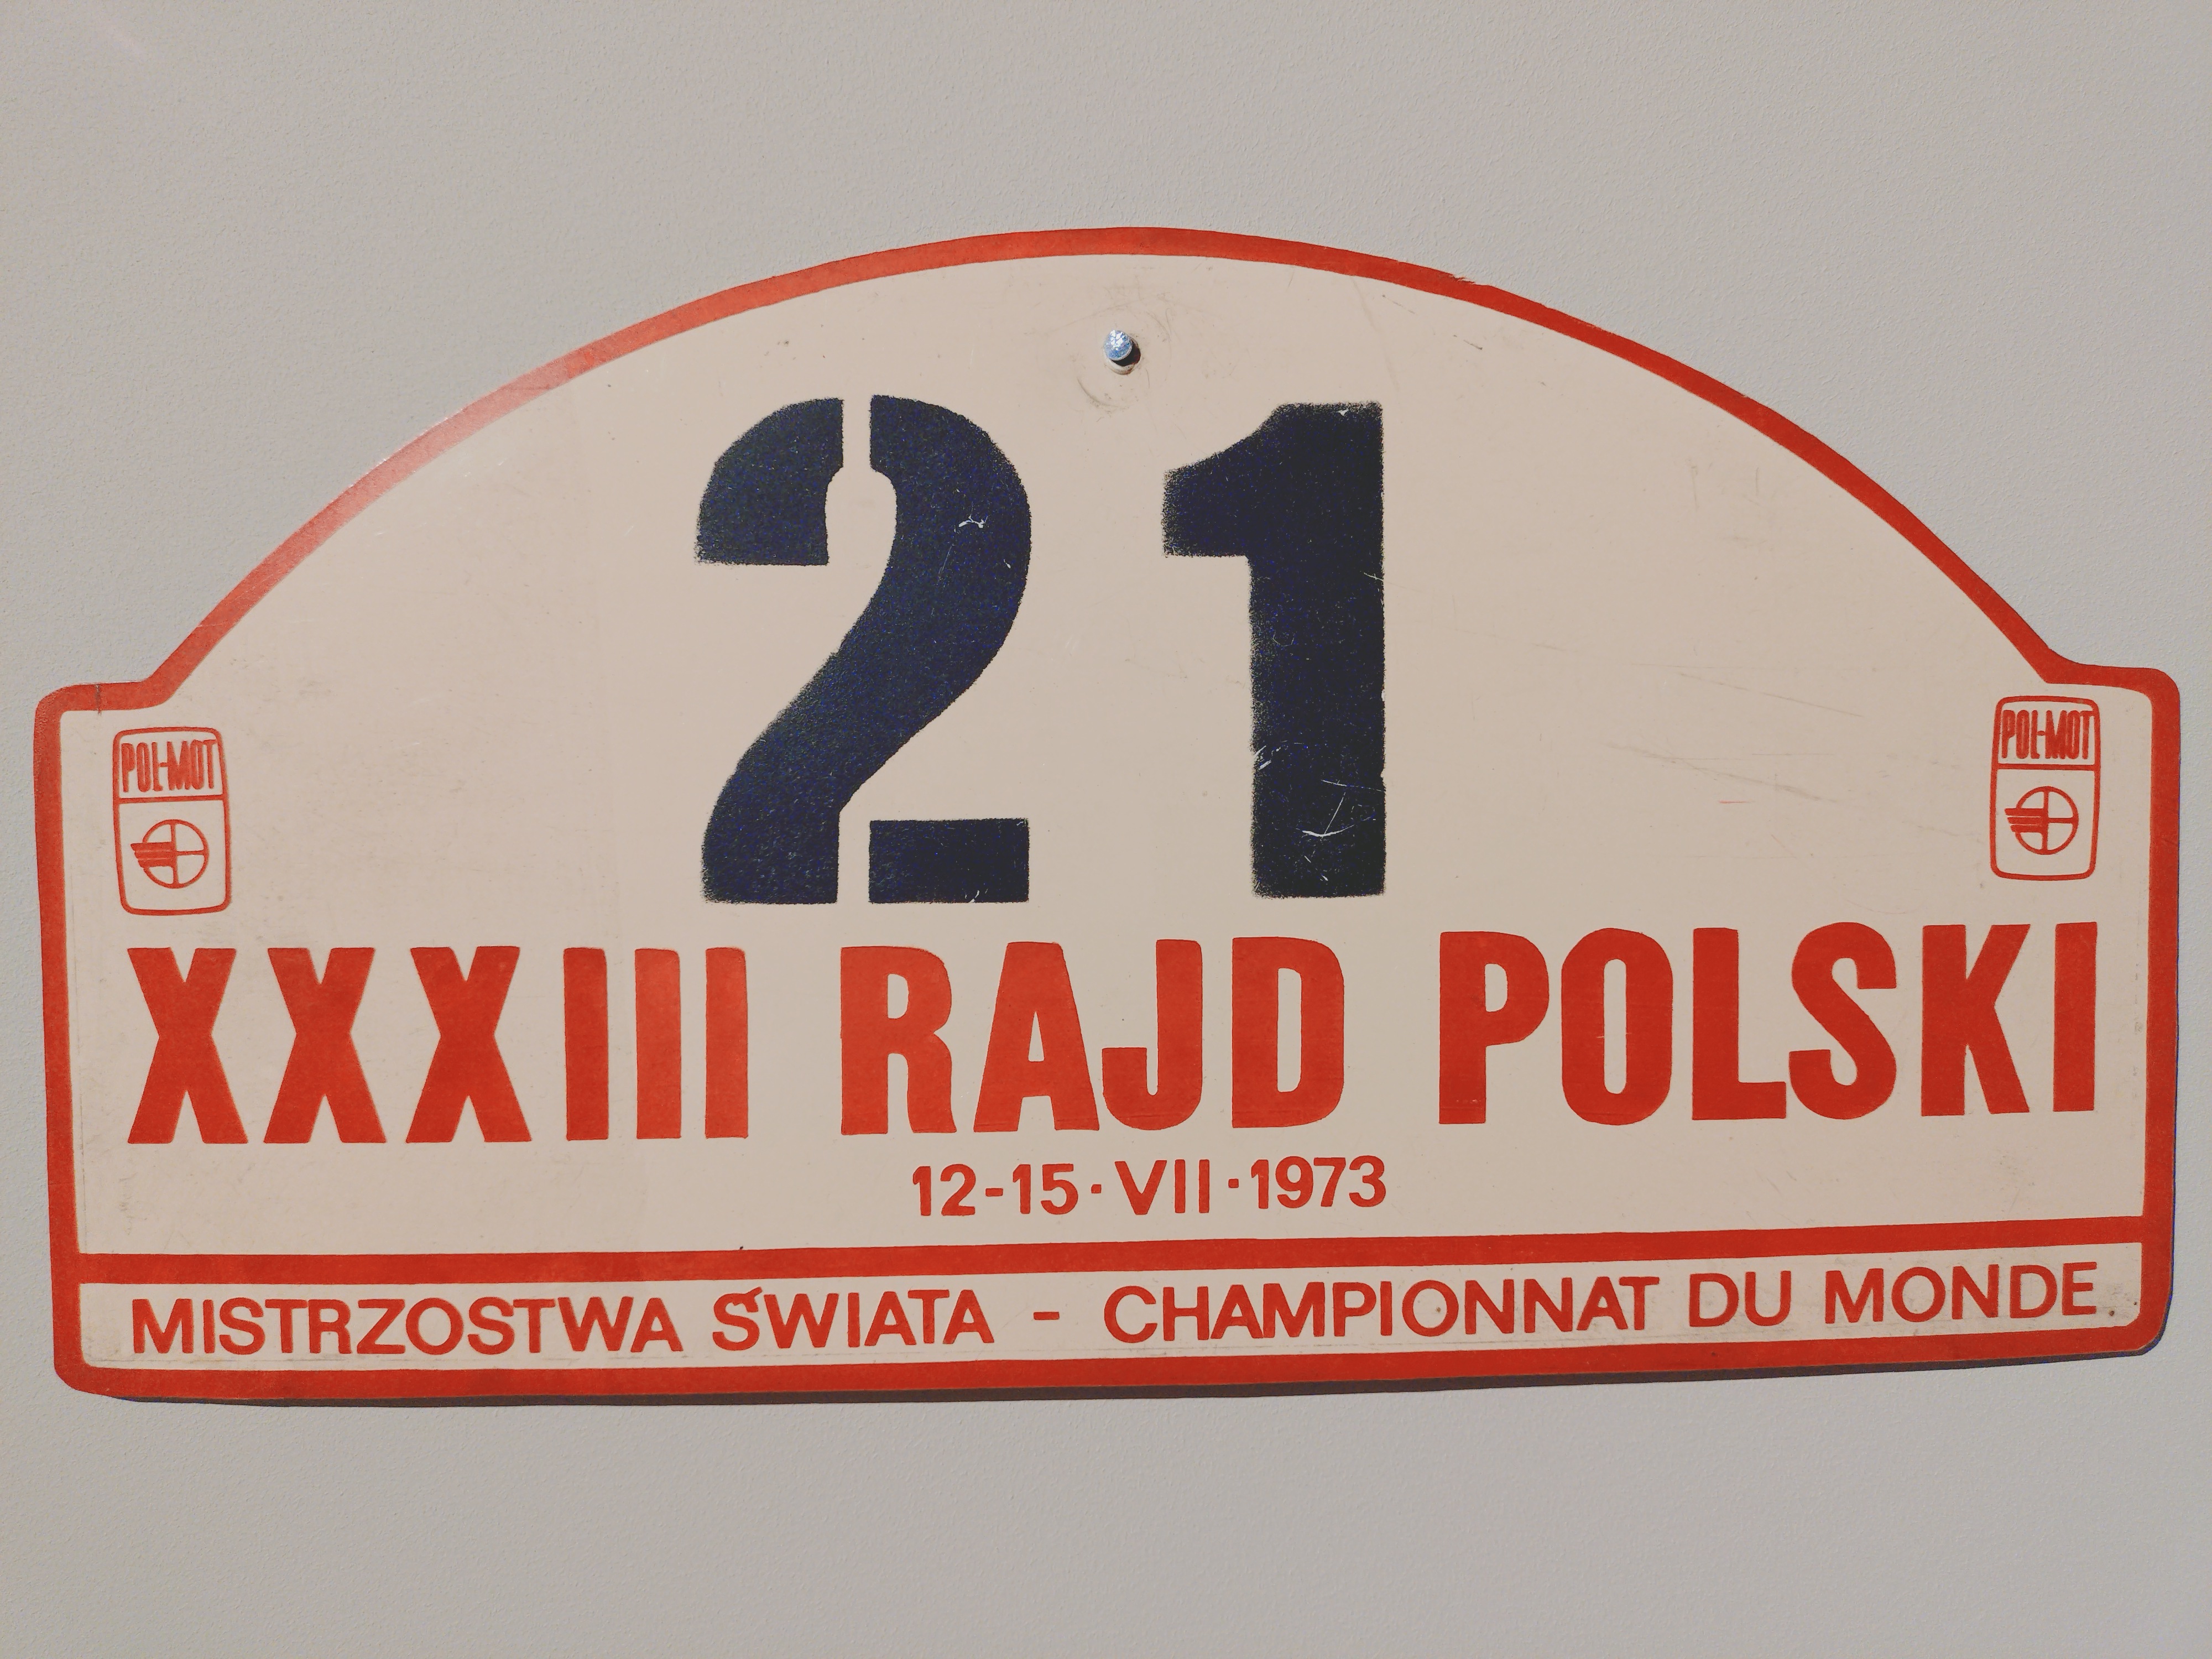 21
POL-MOT
POL-MOT
XXXIII RAJD POLSKI
12-15·VII·1973
MISTRZOSTWA ŚWIATA - CHAMPIONNAT DU MONDE